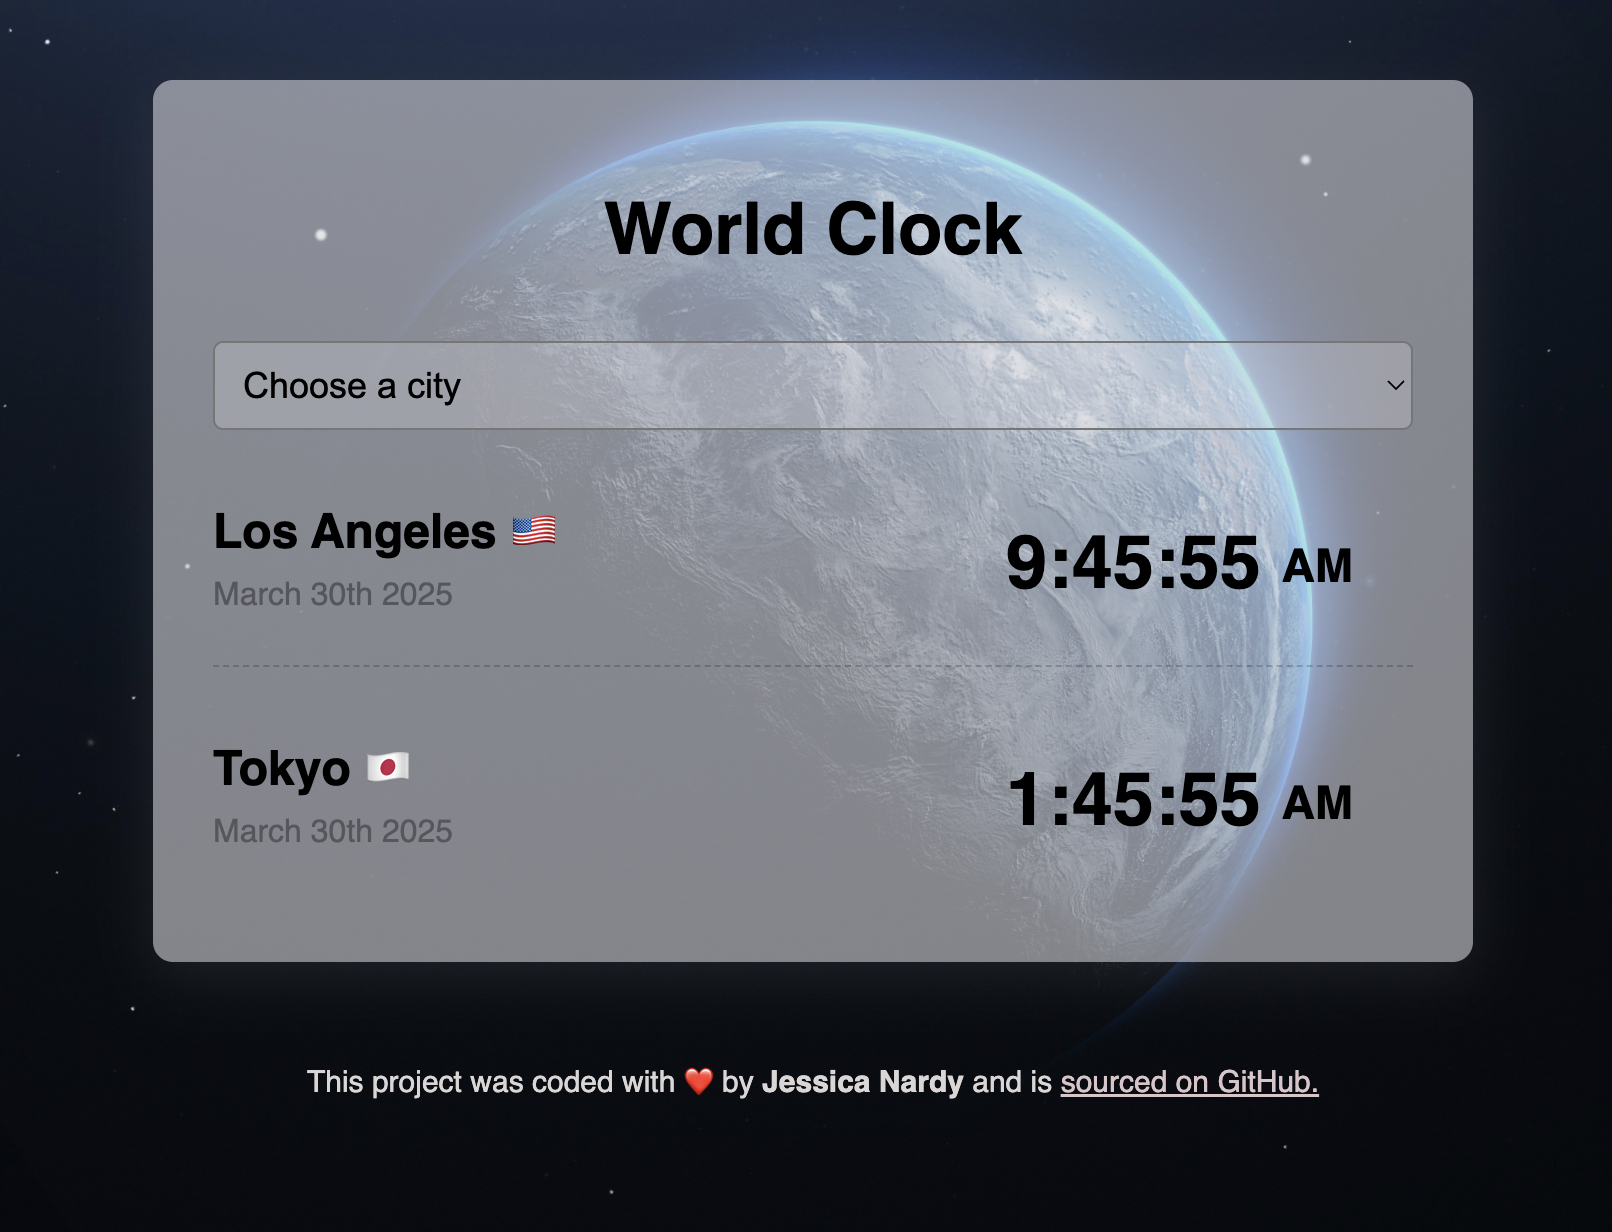 World Clock
Choose a city
Los Angeles 🇺🇸
March 30th 2025
9:45:55 AM
Tokyo 🇯🇵
March 30th 2025
1:45:55 AM
This project was coded with ❤️ by Jessica Nardy and is sourced on GitHub.